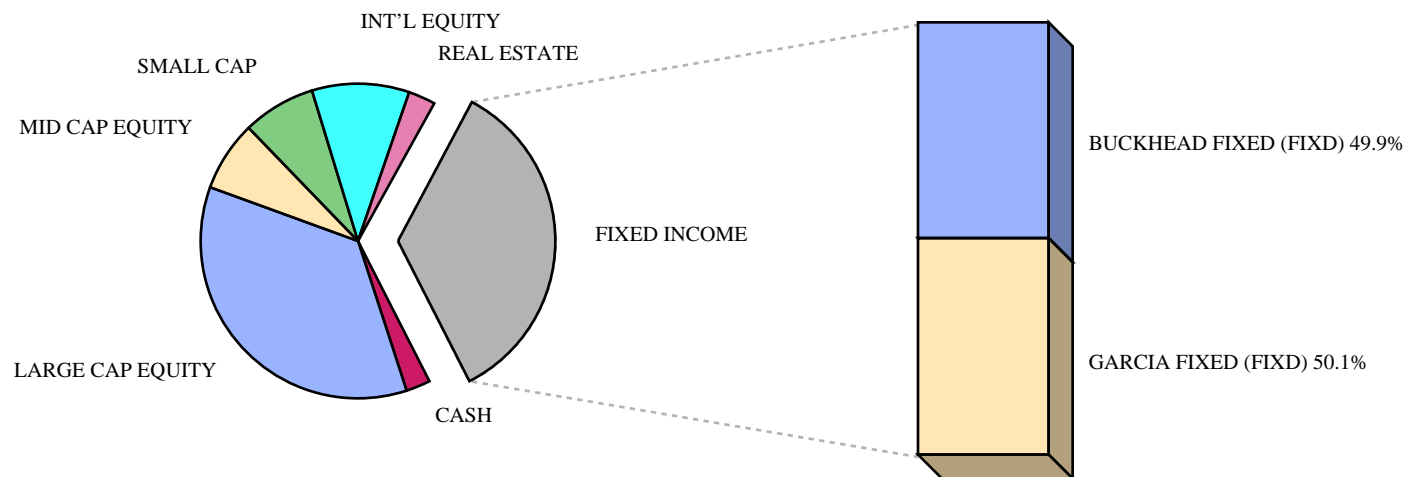 INT'L EQUITY
REAL ESTATE
SMALL CAP
MID CAP EQUITY
BUCKHEAD FIXED (FIXD) 49.9%
FIXED INCOME
GARCIA FIXED (FIXD) 50.1%
LARGE CAP EQUITY
CASH